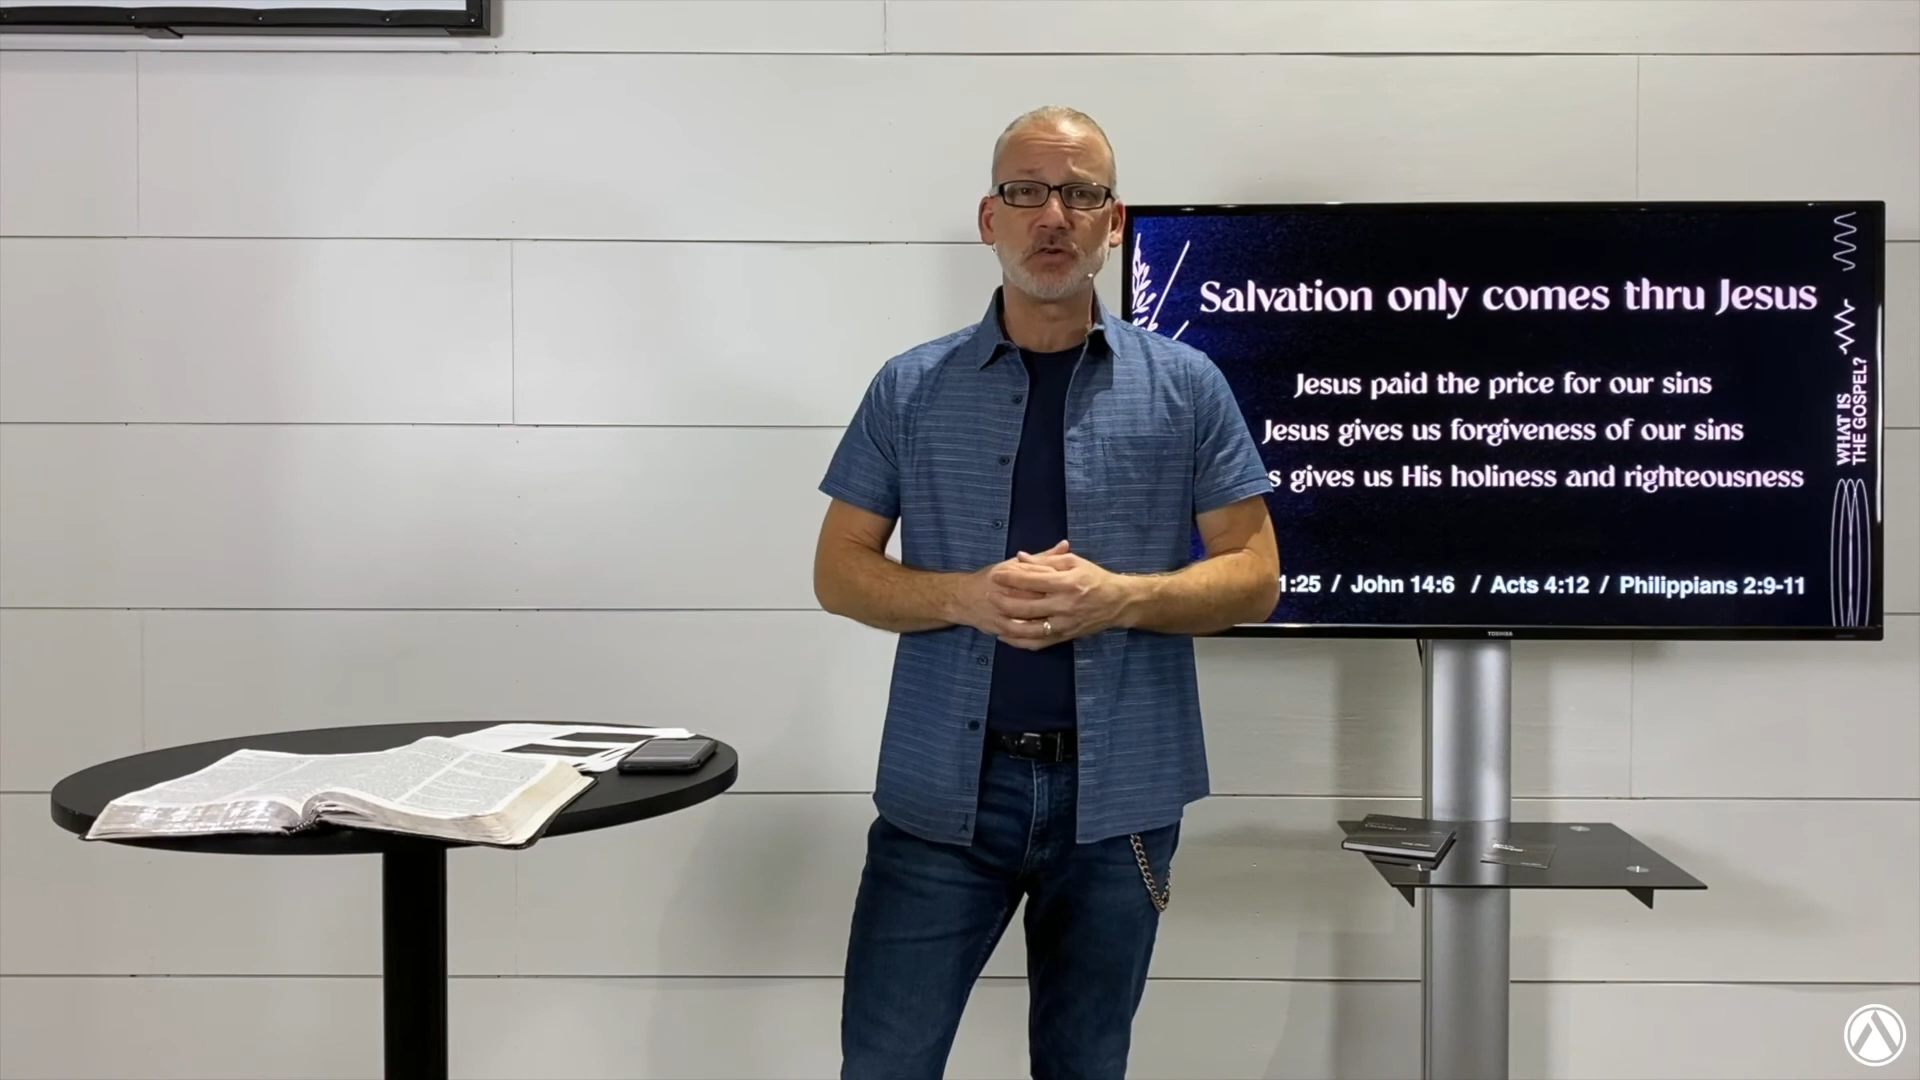 Salvation only comes thru Jesus
Jesus paid the price for our sins
Jesus gives us forgiveness of our sins
s gives us His holiness and righteousness
1:25 / John 14:6 / Acts 4:12 / Philippians 2:9-11
WHAT IS
THE GOSPEL?
TOSHIBA